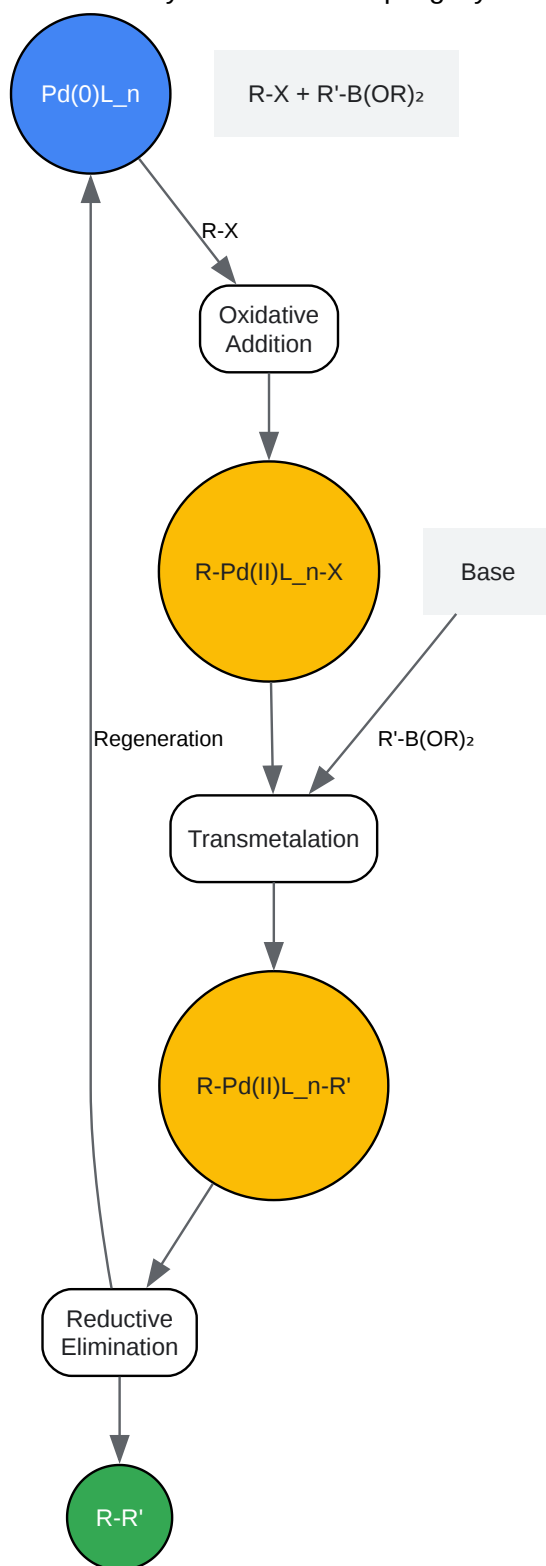 Pd(0)L_n
R-X + R'-B(OR)₂
R-X
Oxidative
Addition
R-Pd(II)L_n-X
Base
Regeneration
R'-B(OR)₂
Transmetalation
R-Pd(II)L_n-R'
Reductive
Elimination
R-R'